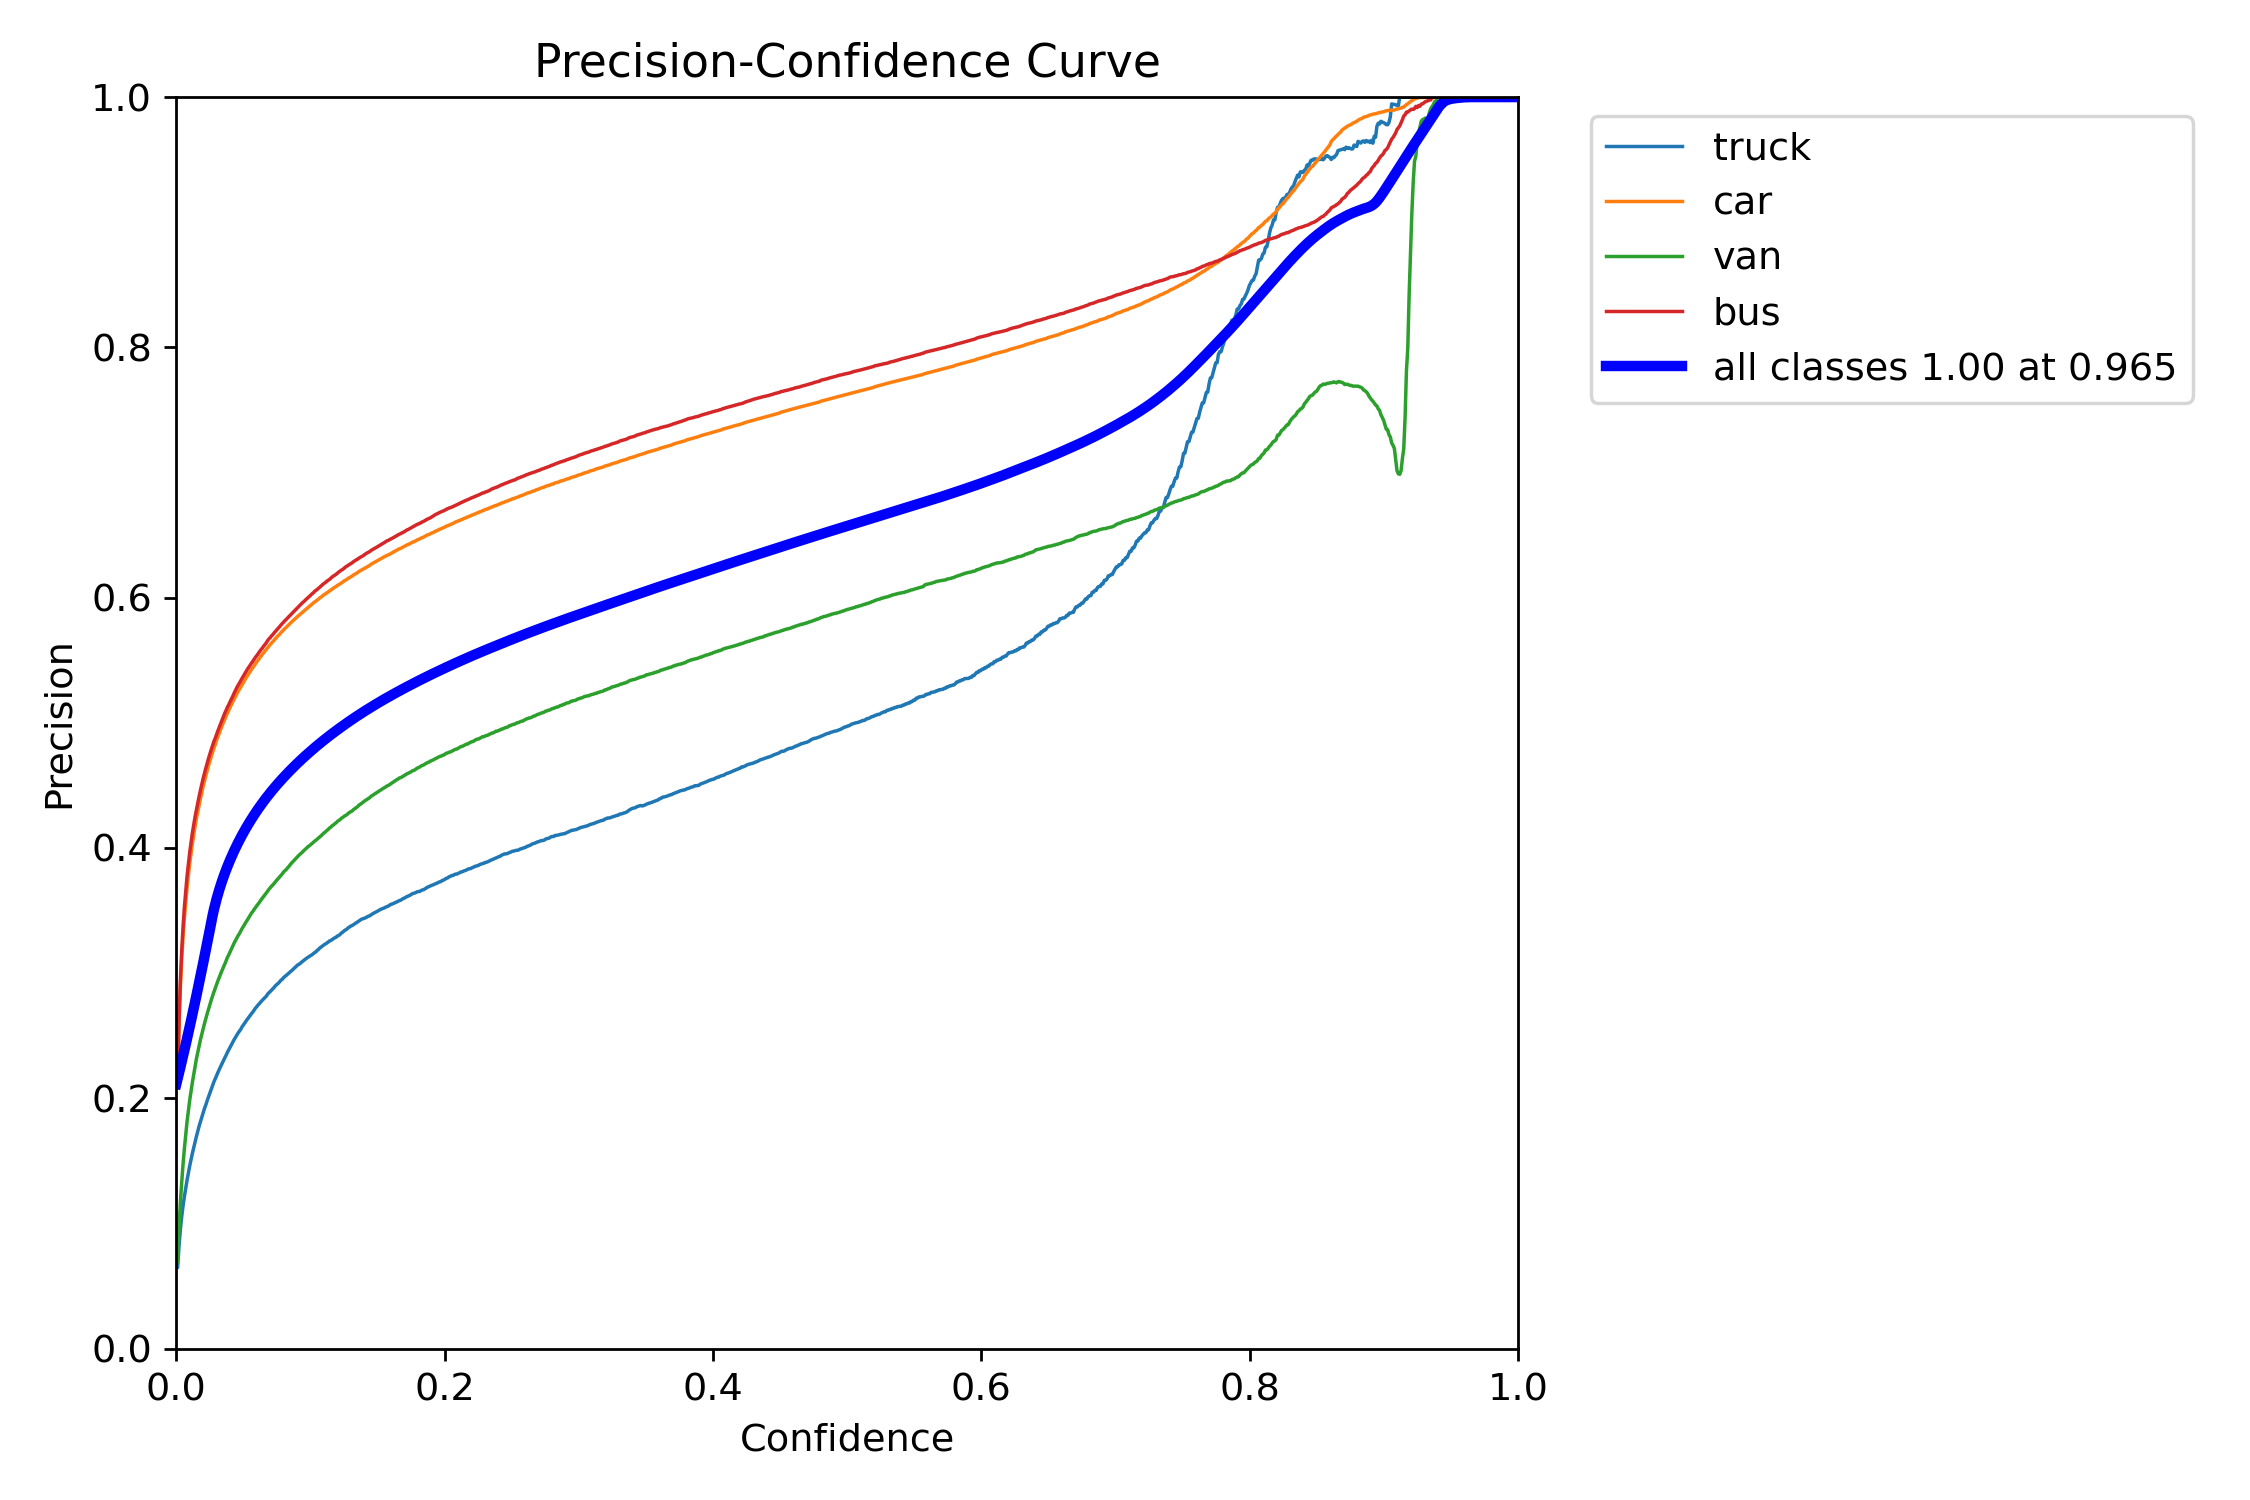 Precision-Confidence Curve
1.0
0.8
0.6
0.4
0.2
0.0
Precision
0.0 0.2 0.4 0.6 0.8 1.0
Confidence
truck
car
van
bus
all classes 1.00 at 0.965